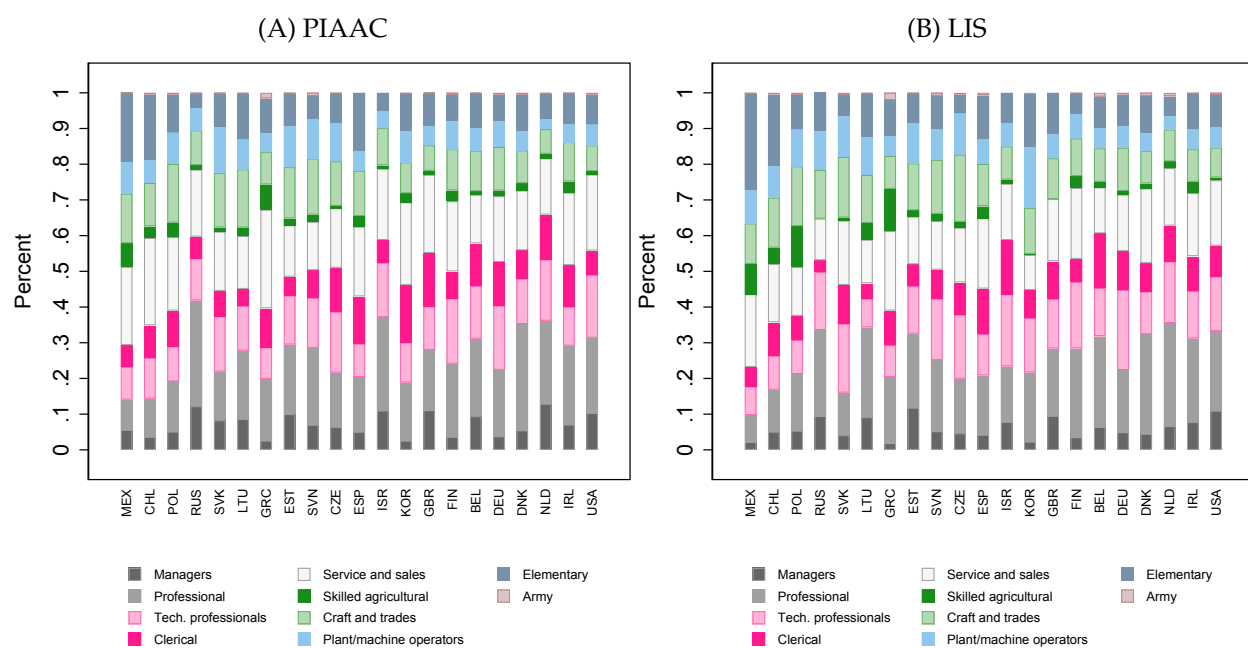 (A) PIAAC
Percent
1
.9
.8
.7
.6
.5
.4
.3
.2
.1
0
MEX CHL POL RUS SVK LTU GRC EST SVN CZE ESP ISR KOR GBR FIN BEL DEU DNK NLD IRL USA
Managers Service and sales Elementary
Professional Skilled agricultural Army
Tech. professionals Craft and trades
Clerical Plant/machine operators
(B) LIS
Percent
1
.9
.8
.7
.6
.5
.4
.3
.2
.1
0
MEX CHL POL RUS SVK LTU GRC EST SVN CZE ESP ISR KOR GBR FIN BEL DEU DNK NLD IRL USA
Managers Service and sales Elementary
Professional Skilled agricultural Army
Tech. professionals Craft and trades
Clerical Plant/machine operators